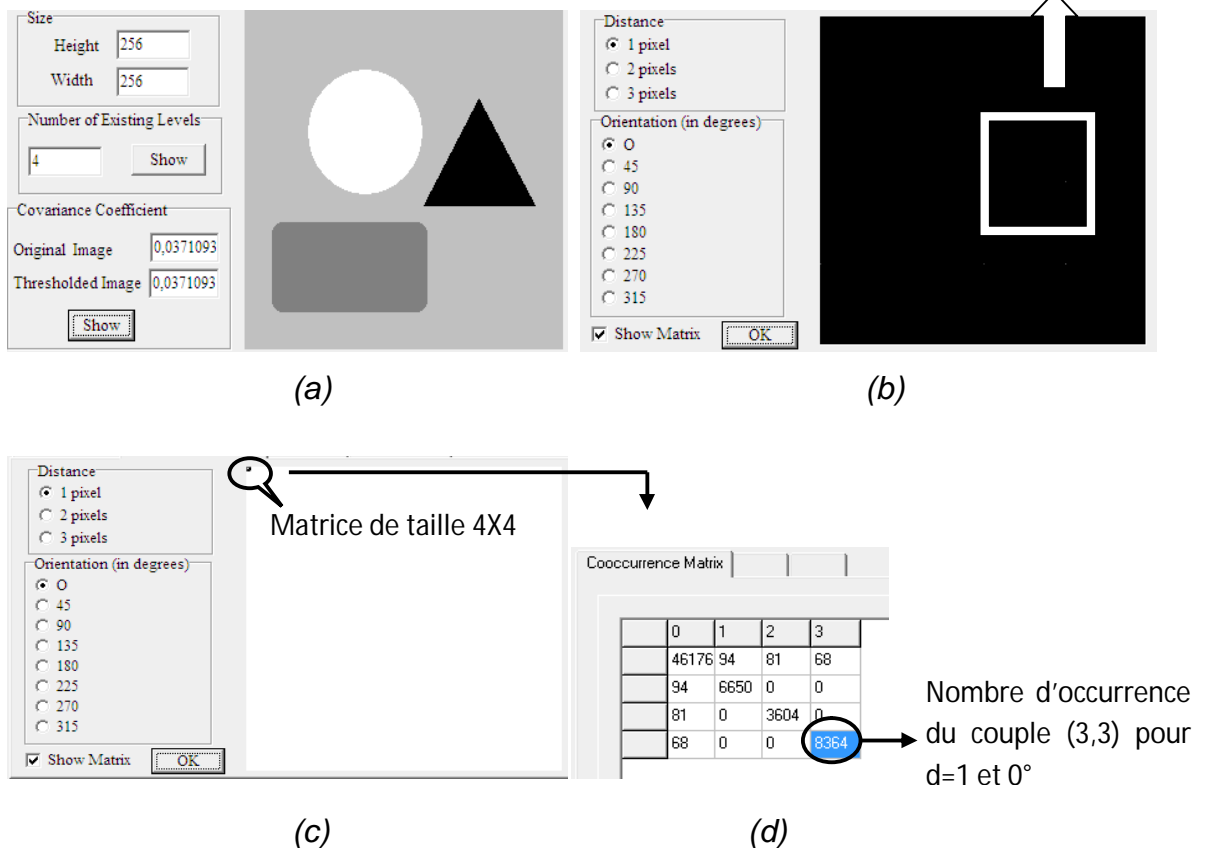 Size
Height 256
Width 256
Number of Existing Levels
4 Show
Covariance Coefficient
Original Image 0,0371093
Thresholded Image 0,0371093
Show
(a)
Distance
1 pixel
2 pixels
3 pixels
Orientation (in degrees)
O
45
90
135
180
225
270
315
Show Matrix OK
(b)
Distance
1 pixel
2 pixels
3 pixels
Orientation (in degrees)
O
45
90
135
180
225
270
315
Show Matrix OK
Matrice de taille 4X4
(c)
Cooccurrence Matrix
0 1 2 3
46176 94 81 68
94 6650 0 0
81 0 3604 0
68 0 0 8364
Nombre d'occurrence
du couple (3,3) pour
d=1 et 0°
(d)